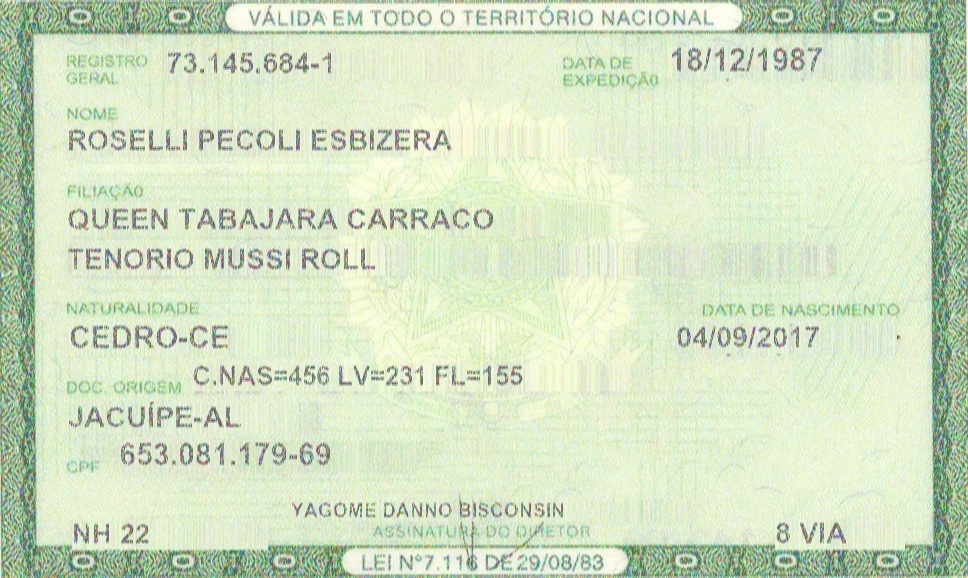 VÁLIDA EM TODO O TERRITÓRIO NACIONAL
REGISTRO GERAL 73.145.684-1 DATA DE EXPEDIÇÃO 18/12/1987
NOME
ROSELLI PECOLI ESBIZERA
FILIAÇÃO
QUEEN TABAJARA CARRACO
TENORIO MUSSI ROLL
NATURALIDADE DATA DE NASCIMENTO
CEDRO-CE 04/09/2017
DOC. ORIGEM C.NAS=456 LV=231 FL=155
JACUÍPE-AL
CPF 653.081.179-69
YAGOME DANNO BISCONSIN
NH 22 ASSINATURA DO DIRETOR 8 VIA
LEI Nº7.116 DE 29/08/83